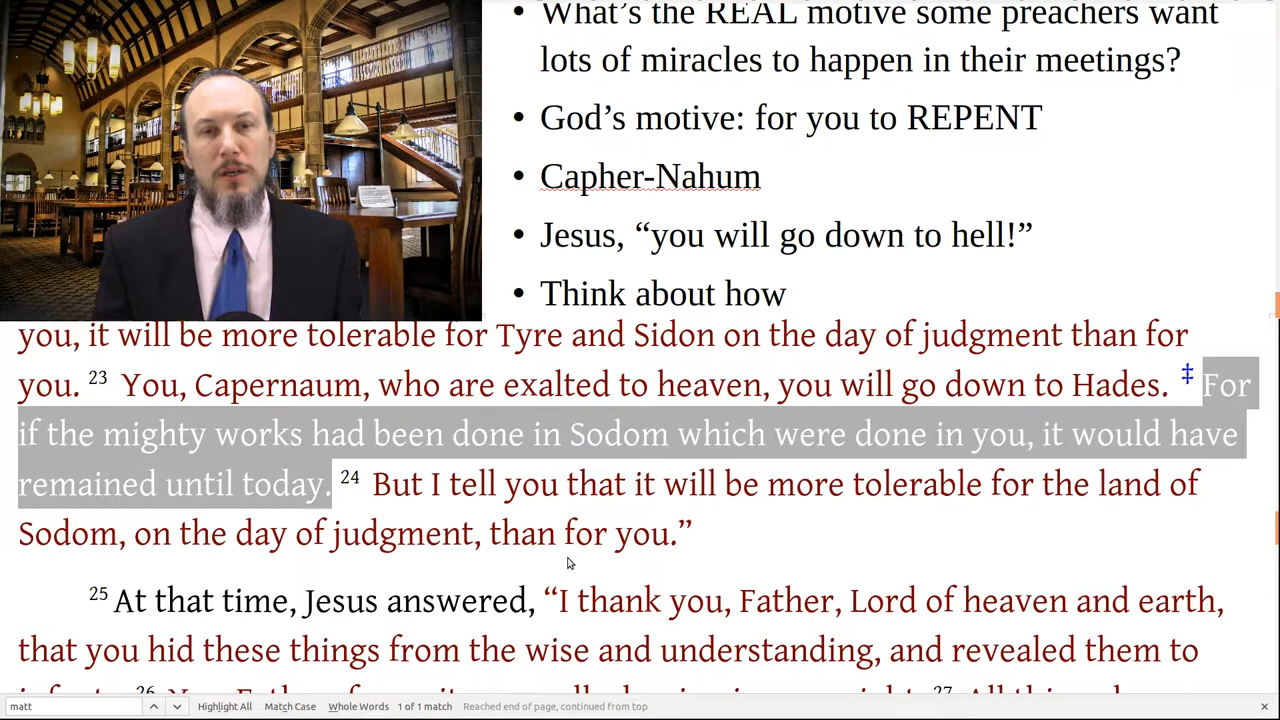 What's the REAL motive some preachers want
lots of miracles to happen in their meetings?
• God's motive: for you to REPENT
• Capher-Nahum
• Jesus, “you will go down to hell!”
• Think about how
you, it will be more tolerable for Tyre and Sidon on the day of judgment than for
you. 23 You, Capernaum, who are exalted to heaven, you will go down to Hades. ‡ For
if the mighty works had been done in Sodom which were done in you, it would have
remained until today. 24 But I tell you that it will be more tolerable for the land of
Sodom, on the day of judgment, than for you.”
25 At that time, Jesus answered, “I thank you, Father, Lord of heaven and earth,
that you hid these things from the wise and understanding, and revealed them to
matt
Highlight All Match Case Whole Words 1 of 1 match Reached end of page, continued from top